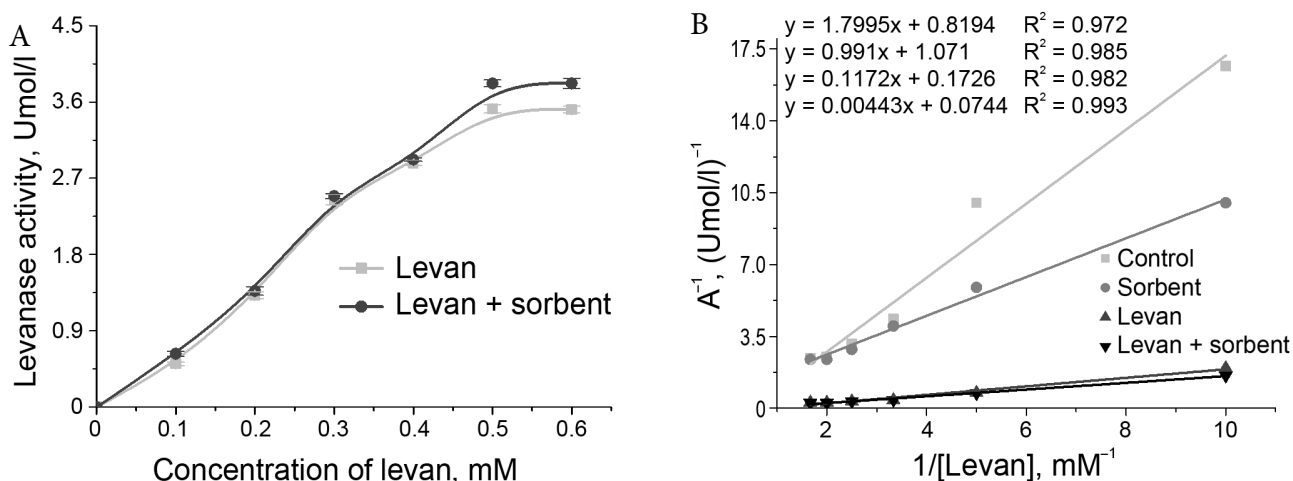 A
Levanase activity, Umol/l
4.5
3.6
2.7
1.8
0.9
0
Levan
Levan + sorbent
0 0.1 0.2 0.3 0.4 0.5 0.6
Concentration of levan, mM
B
y = 1.7995x + 0.8194 R² = 0.972
y = 0.991x + 1.071 R² = 0.985
y = 0.1172x + 0.1726 R² = 0.982
y = 0.00443x + 0.0744 R² = 0.993
A⁻¹, (Umol/l)⁻¹
17.5
14.0
10.5
7.0
3.5
0
Control
Sorbent
Levan
Levan + sorbent
2 4 6 8 10
1/[Levan], mM⁻¹